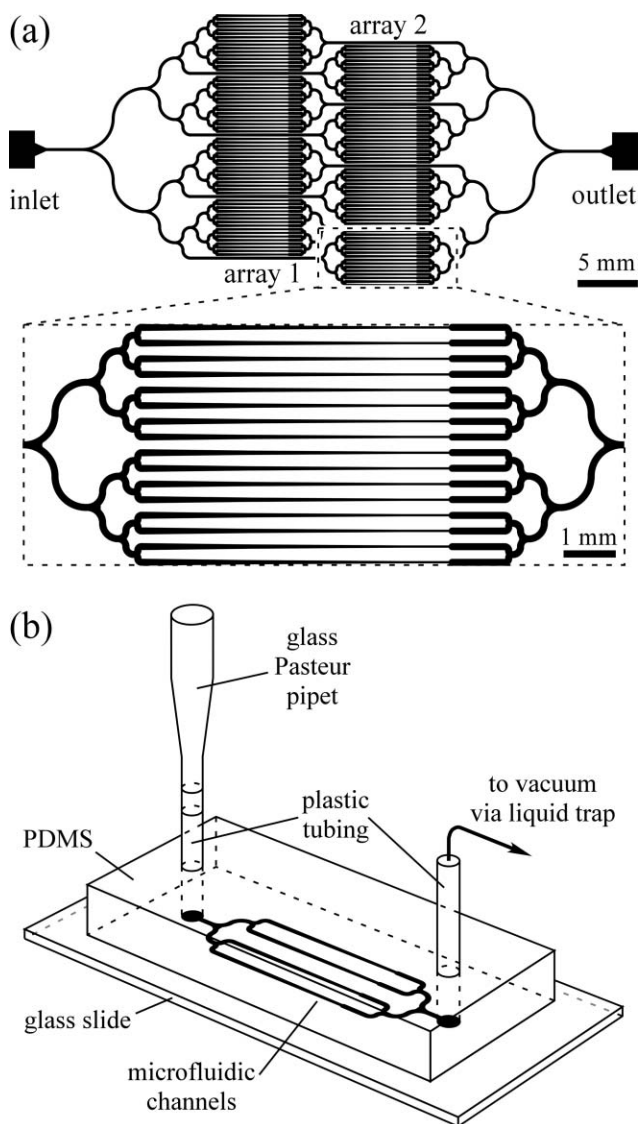 (a)
array 2
inlet
outlet
array 1
5 mm
1 mm
(b)
glass
Pasteur
pipet
to vacuum
via liquid trap
plastic
tubing
PDMS
glass slide
microfluidic
channels